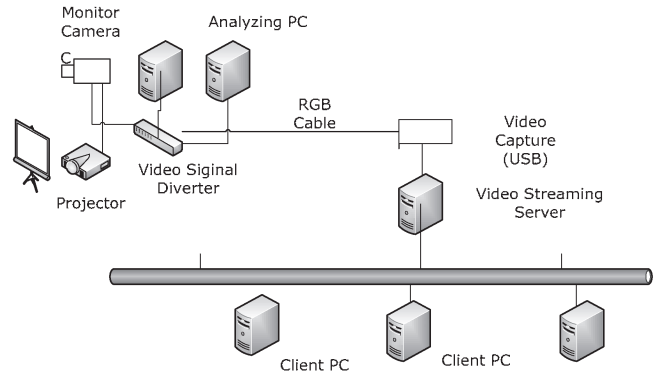 Monitor
Camera
Analyzing PC
C
RGB
Cable
Video
Capture
(USB)
Video Siginal
Diverter
Projector
Video Streaming
Server
Client PC
Client PC